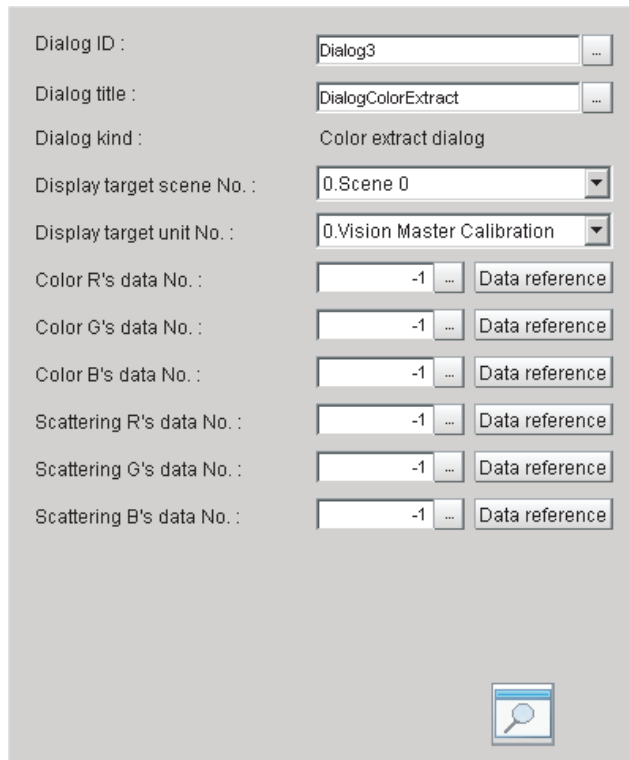 Dialog ID : Dialog3 ...
Dialog title : DialogColorExtract ...
Dialog kind : Color extract dialog
Display target scene No. : 0.Scene 0
Display target unit No. : 0.Vision Master Calibration
Color R's data No. : -1 ... Data reference
Color G's data No. : -1 ... Data reference
Color B's data No. : -1 ... Data reference
Scattering R's data No. : -1 ... Data reference
Scattering G's data No. : -1 ... Data reference
Scattering B's data No. : -1 ... Data reference